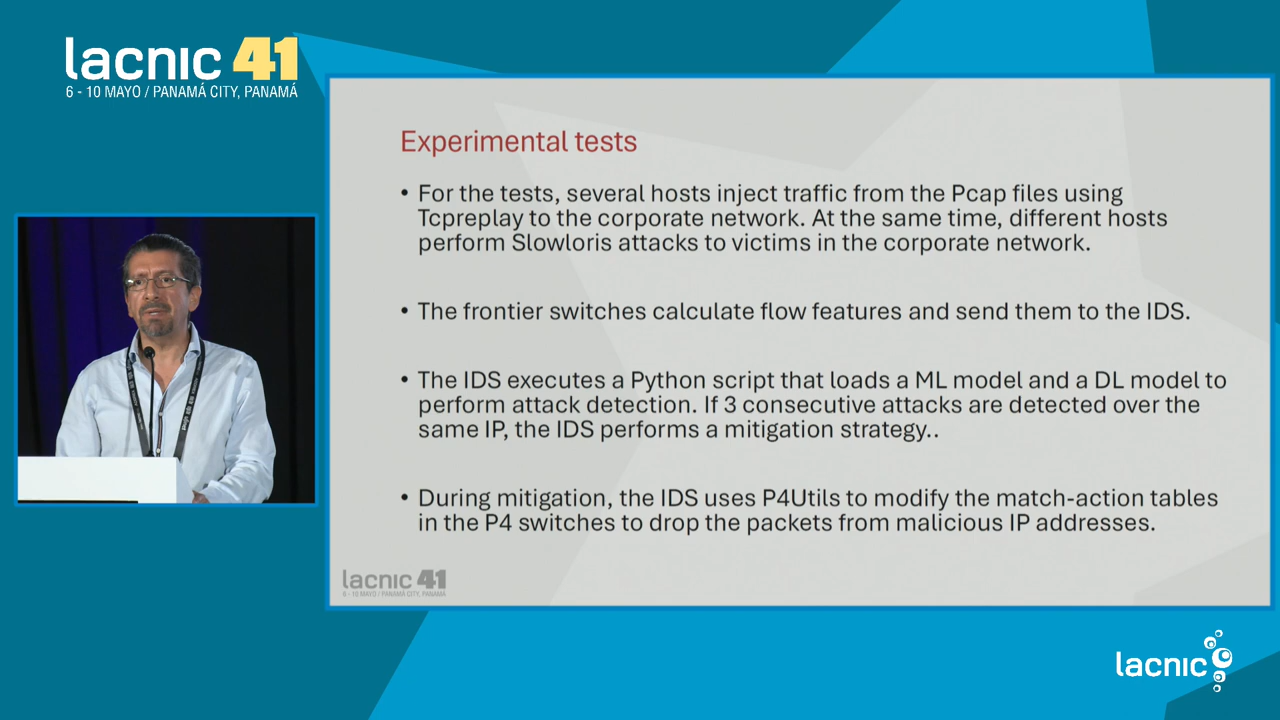 lacnic 41
6 - 10 MAYO / PANAMÁ CITY, PANAMÁ
Experimental tests
• For the tests, several hosts inject traffic from the Pcap files using
Tcpreplay to the corporate network. At the same time, different hosts
perform Slowloris attacks to victims in the corporate network.
• The frontier switches calculate flow features and send them to the IDS.
• The IDS executes a Python script that loads a ML model and a DL model to
perform attack detection. If 3 consecutive attacks are detected over the
same IP, the IDS performs a mitigation strategy..
• During mitigation, the IDS uses P4Utils to modify the match-action tables
in the P4 switches to drop the packets from malicious IP addresses.
lacnic 41
6 - 10 MAYO / PANAMÁ CITY, PANAMÁ
lacnic